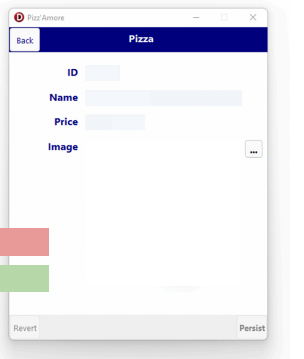 Pizz'Amore
Back Pizza
ID
Name
Price
Image
...
Revert Persist